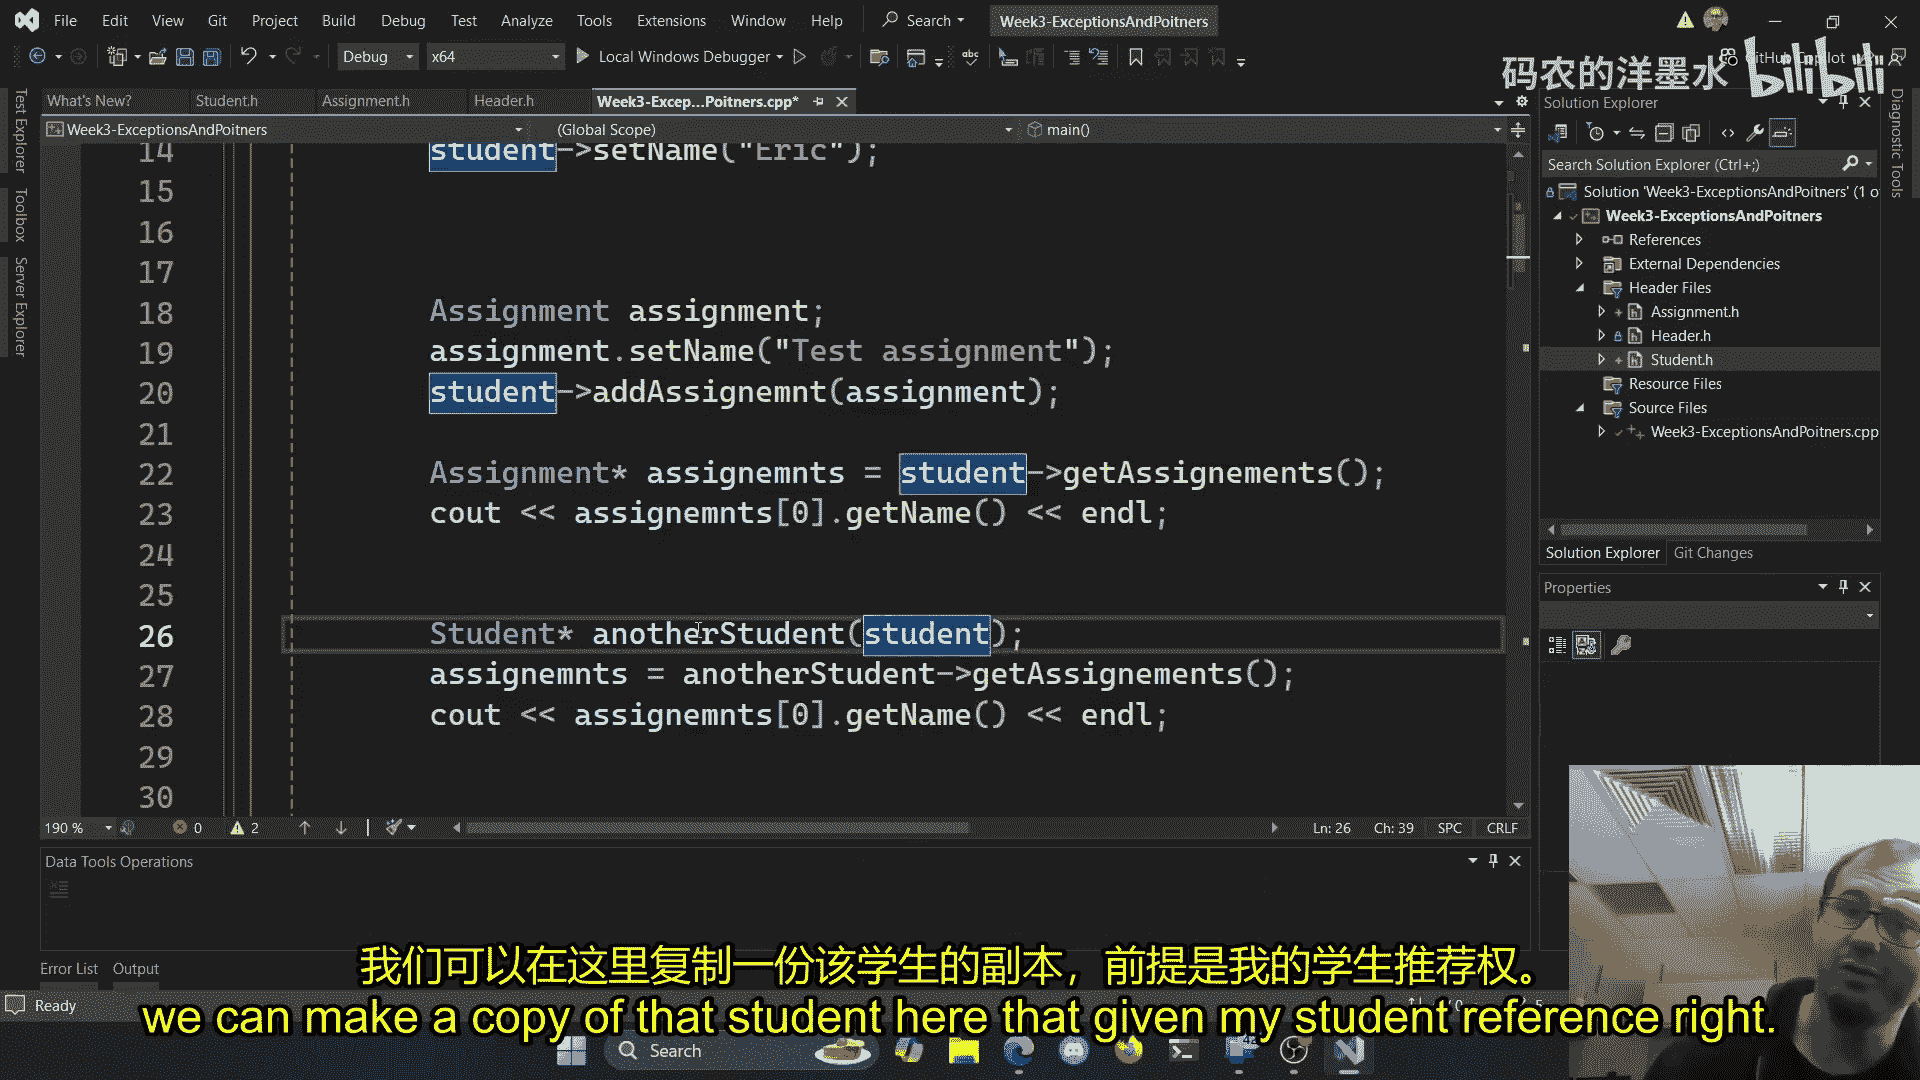 File Edit View Git Project Build Debug Test Analyze Tools Extensions Window Help Search Week3-ExceptionsAndPoitners
Debug x64 Local Windows Debugger
码农的洋墨水 bilibili
What's New? Student.h Assignment.h Header.h Week3-Excep...Poitners.cpp*
Week3-ExceptionsAndPoitners (Global Scope) main()
14 student->setName("Eric");
15
16
17
18 Assignment assignment;
19 assignment.setName("Test assignment");
20 student->addAssignemnt(assignment);
21
22 Assignment* assignemnts = student->getAssignements();
23 cout << assignemnts[0].getName() << endl;
24
25
26 Student* anotherStudent(student);
27 assignemnts = anotherStudent->getAssignements();
28 cout << assignemnts[0].getName() << endl;
29
30
190 % 0 2 Ln: 26 Ch: 39 SPC CRLF
Test Explorer
Toolbox
Server Explorer
Solution Explorer
Search Solution Explorer (Ctrl+;)
Solution 'Week3-ExceptionsAndPoitners' (1 o
Week3-ExceptionsAndPoitners
References
External Dependencies
Header Files
Assignment.h
Header.h
Student.h
Resource Files
Source Files
Week3-ExceptionsAndPoitners.cpp
Solution Explorer Git Changes
Properties
Diagnostic Tools
Data Tools Operations
Error List Output
Ready
我们可以在这里复制一份该学生的副本，前提是我的学生推荐权。
we can make a copy of that student here that given my student reference right.
Search